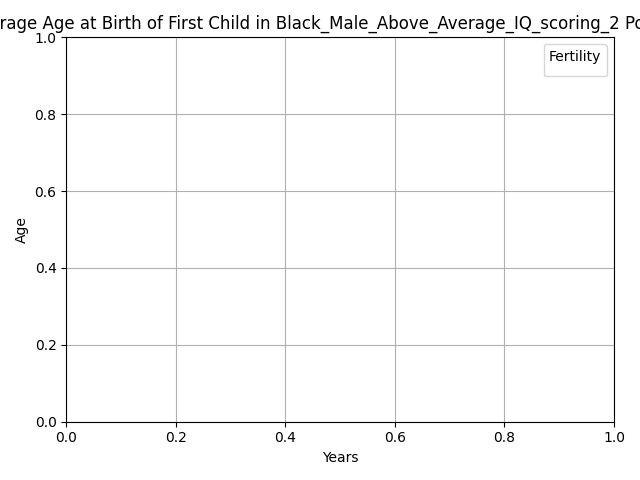 rage Age at Birth of First Child in Black_Male_Above_Average_IQ_scoring_2 Po
Fertility
1.0
0.8
0.6
0.4
0.2
0.0
Age
0.0 0.2 0.4 0.6 0.8 1.0
Years